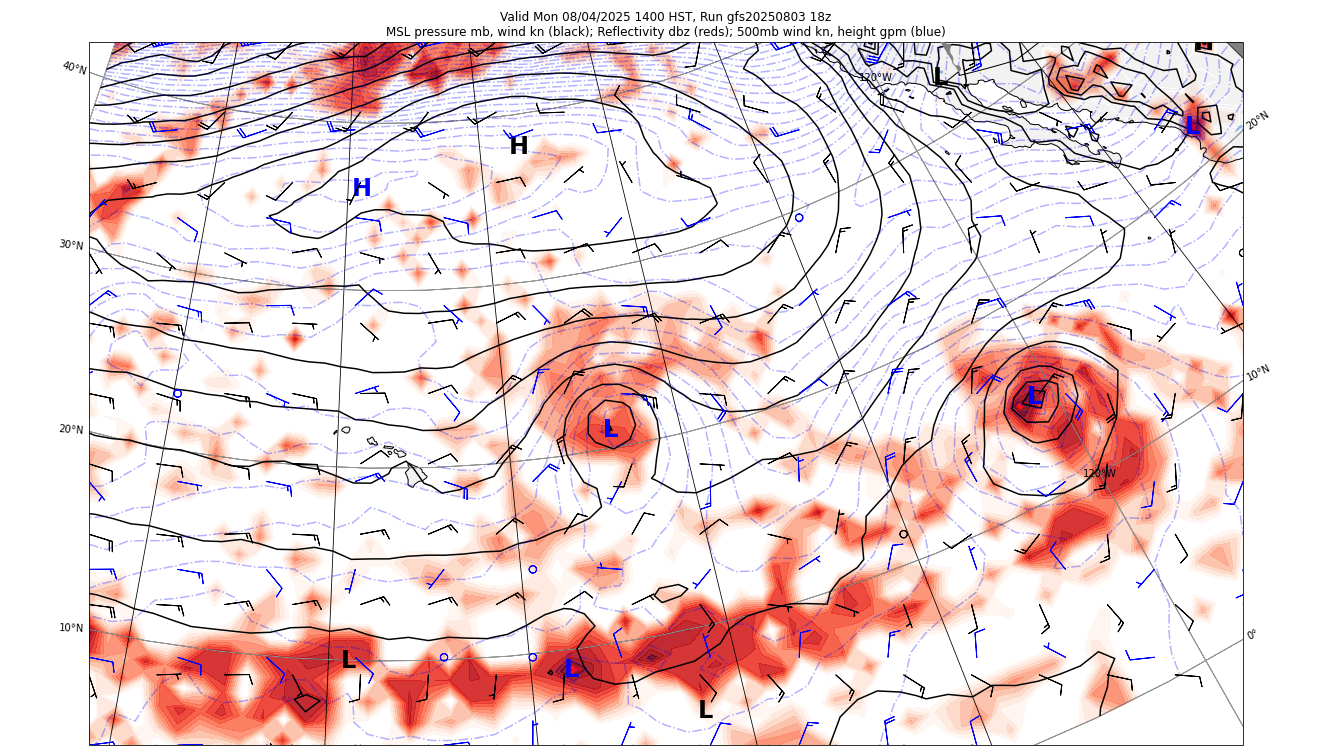 Valid Mon 08/04/2025 1400 HST, Run gfs20250803 18z
MSL pressure mb, wind kn (black); Reflectivity dbz (reds); 500mb wind kn, height gpm (blue)
H
40°N
120°W
L
20°N
L
H
H
30°N
10°N
L
20°N
L
120°W
10°N
0°
L
L
L